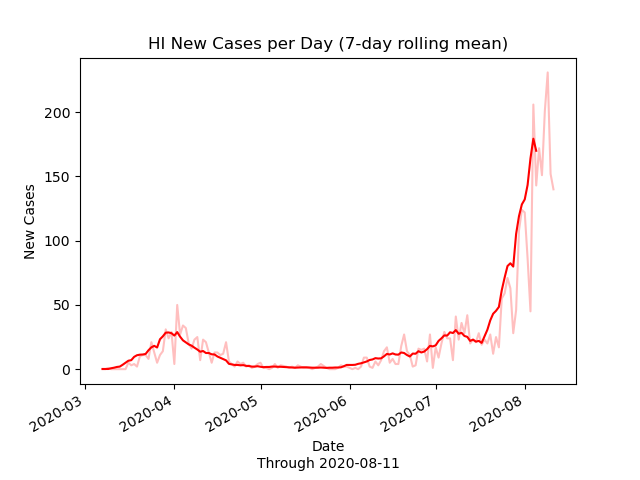 HI New Cases per Day (7-day rolling mean)
New Cases
200
150
100
50
0
2020-03
2020-04
2020-05
2020-06
2020-07
2020-08
Date
Through 2020-08-11